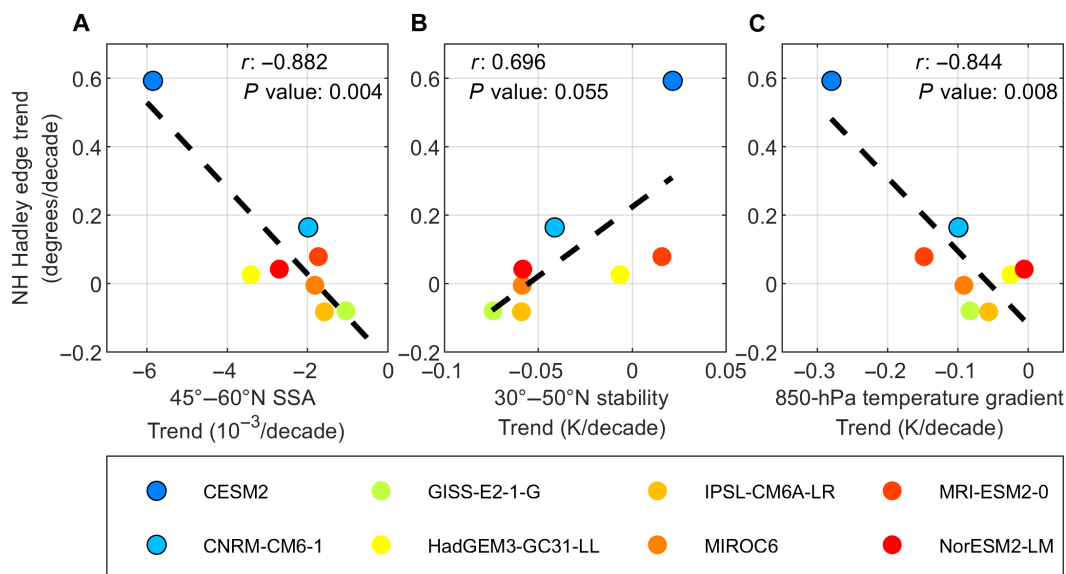 A
B
C
r: −0.882
P value: 0.004
r: 0.696
P value: 0.055
r: −0.844
P value: 0.008
NH Hadley edge trend
(degrees/decade)
0.6
0.4
0.2
0
−0.2
−6
−4
−2
0
45°−60°N SSA
Trend (10−3/decade)
0.6
0.4
0.2
0
−0.2
−0.1
−0.05
0
0.05
30°−50°N stability
Trend (K/decade)
0.6
0.4
0.2
0
−0.2
−0.3
−0.2
−0.1
0
850-hPa temperature gradient
Trend (K/decade)
CESM2
GISS-E2-1-G
IPSL-CM6A-LR
MRI-ESM2-0
CNRM-CM6-1
HadGEM3-GC31-LL
MIROC6
NorESM2-LM